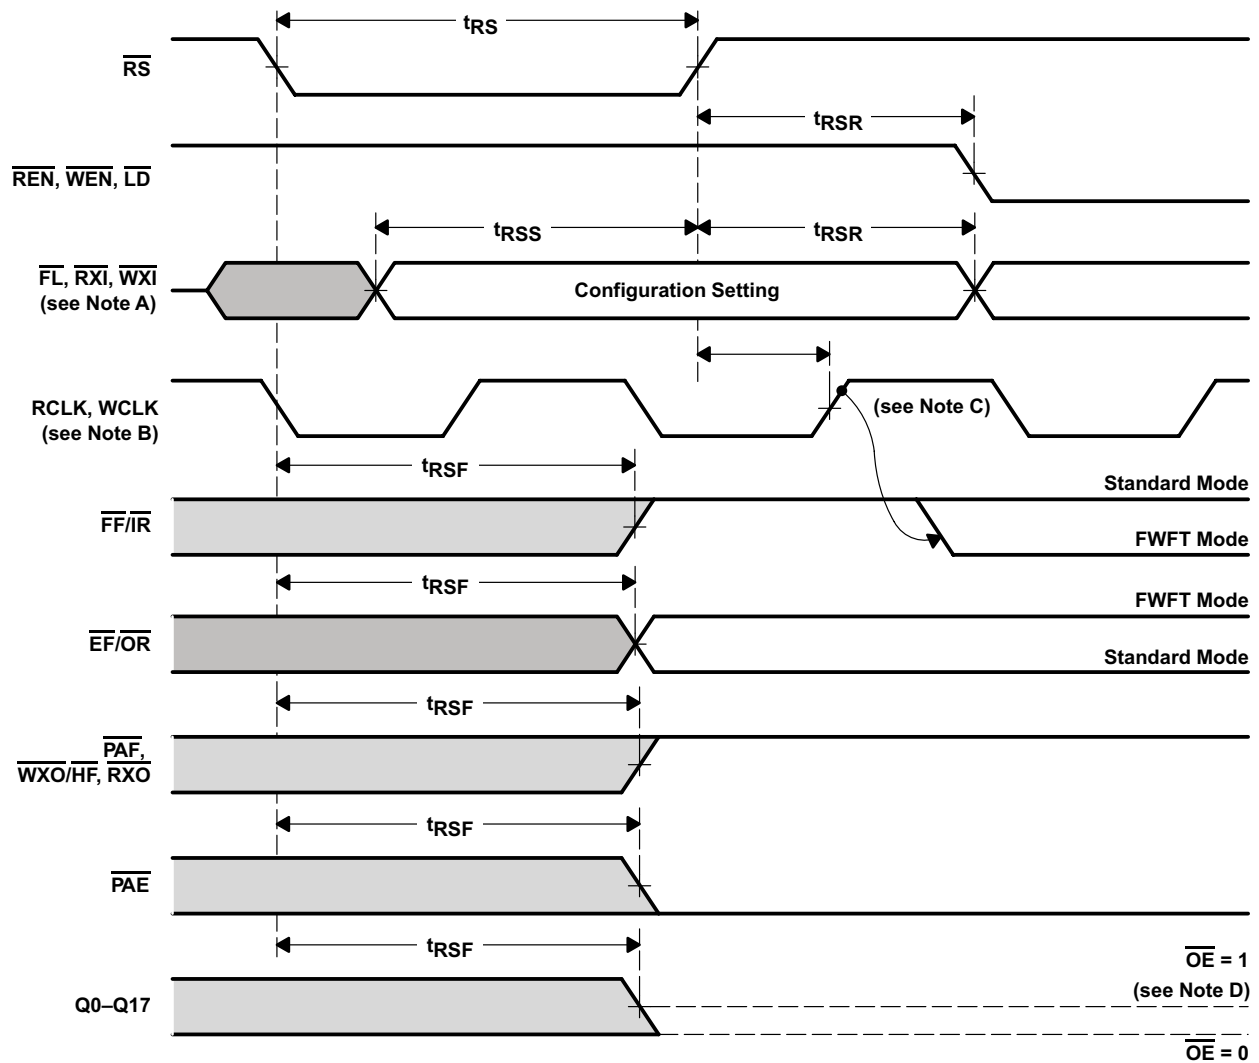 tRS
RS
tRSR
REN, WEN, LD
tRSS
tRSR
FL, RXI, WXI
(see Note A)
Configuration Setting
RCLK, WCLK
(see Note B)
(see Note C)
tRSF
Standard Mode
FF/IR
FWFT Mode
tRSF
FWFT Mode
EF/OR
Standard Mode
tRSF
PAF,
WXO/HF, RXO
tRSF
PAE
tRSF
OE = 1
(see Note D)
Q0–Q17
OE = 0